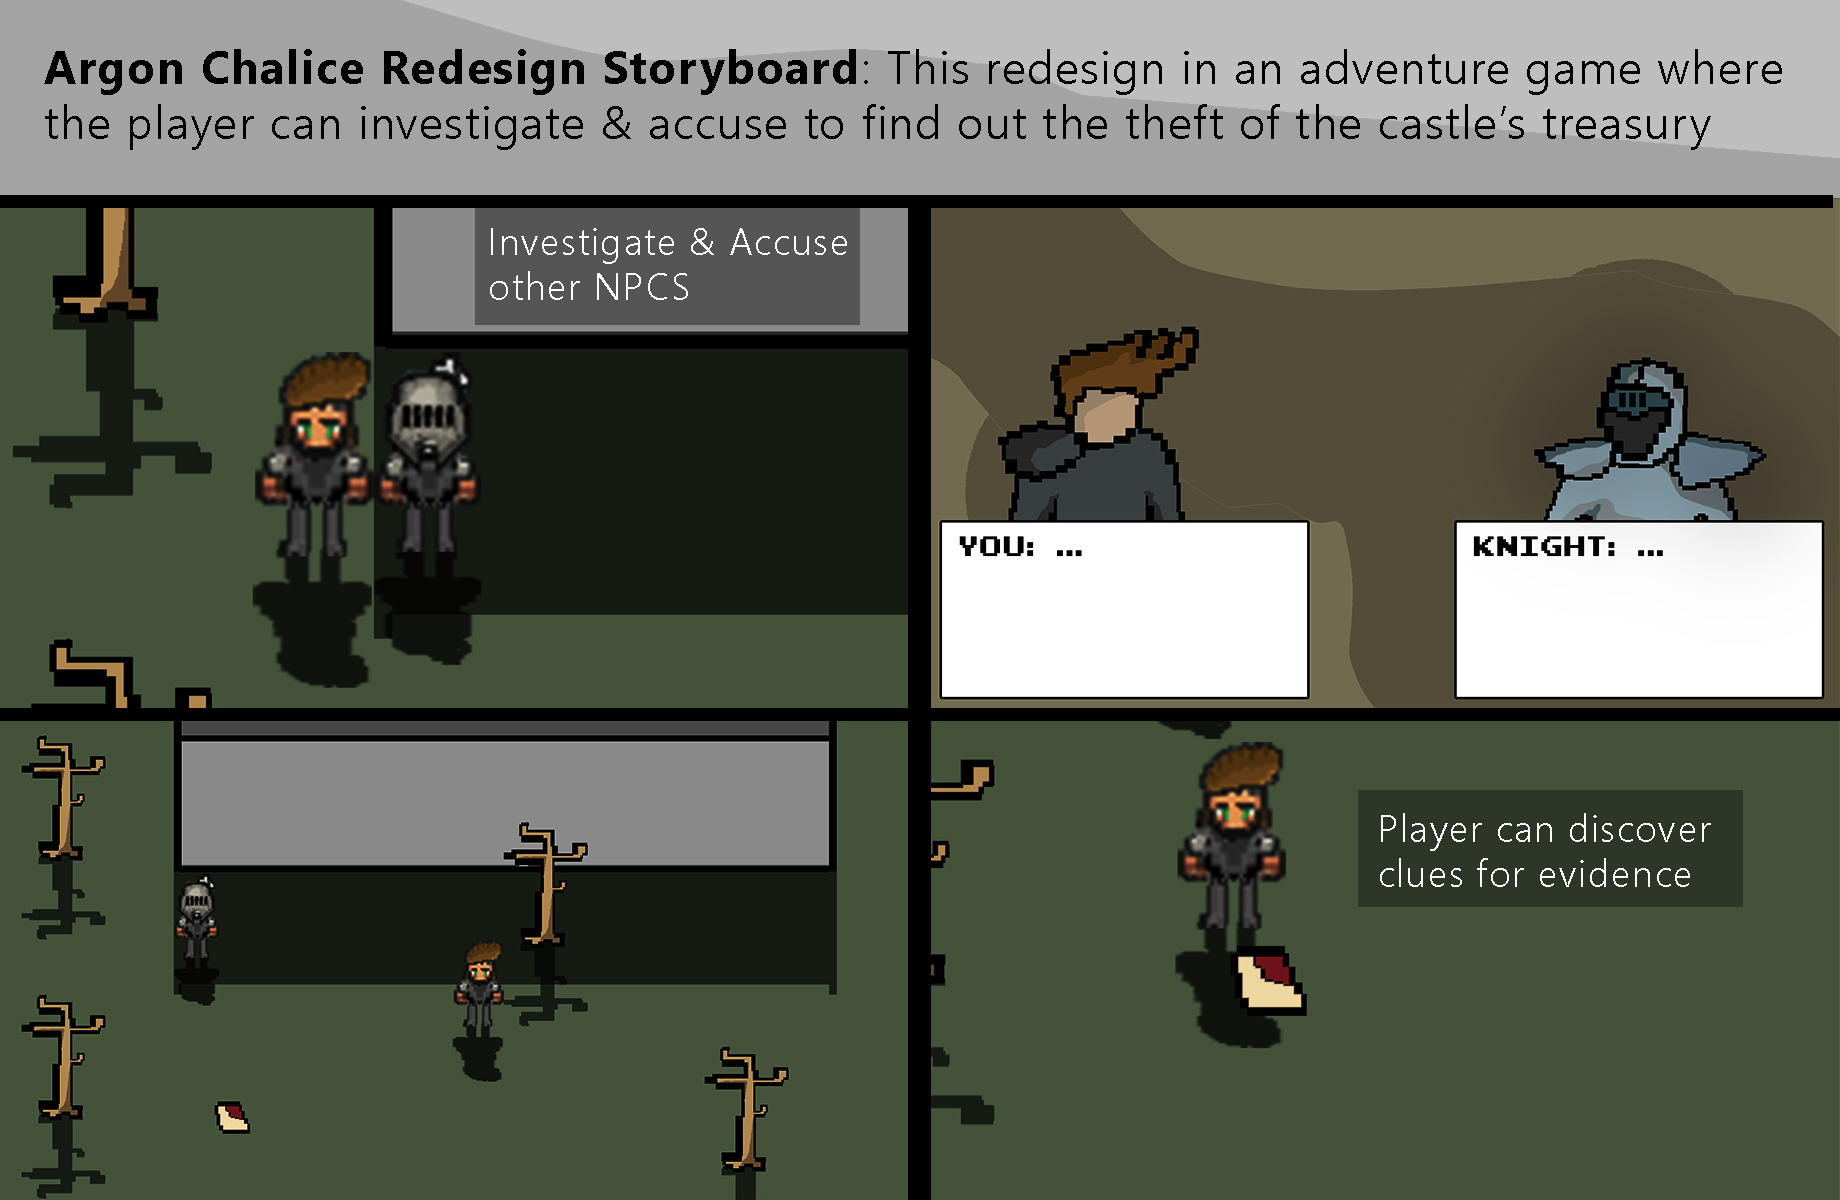 Argon Chalice Redesign Storyboard: This redesign in an adventure game where
the player can investigate & accuse to find out the theft of the castle’s treasury
Investigate & Accuse
other NPCS
YOU: ...
KNIGHT: ...
Player can discover
clues for evidence